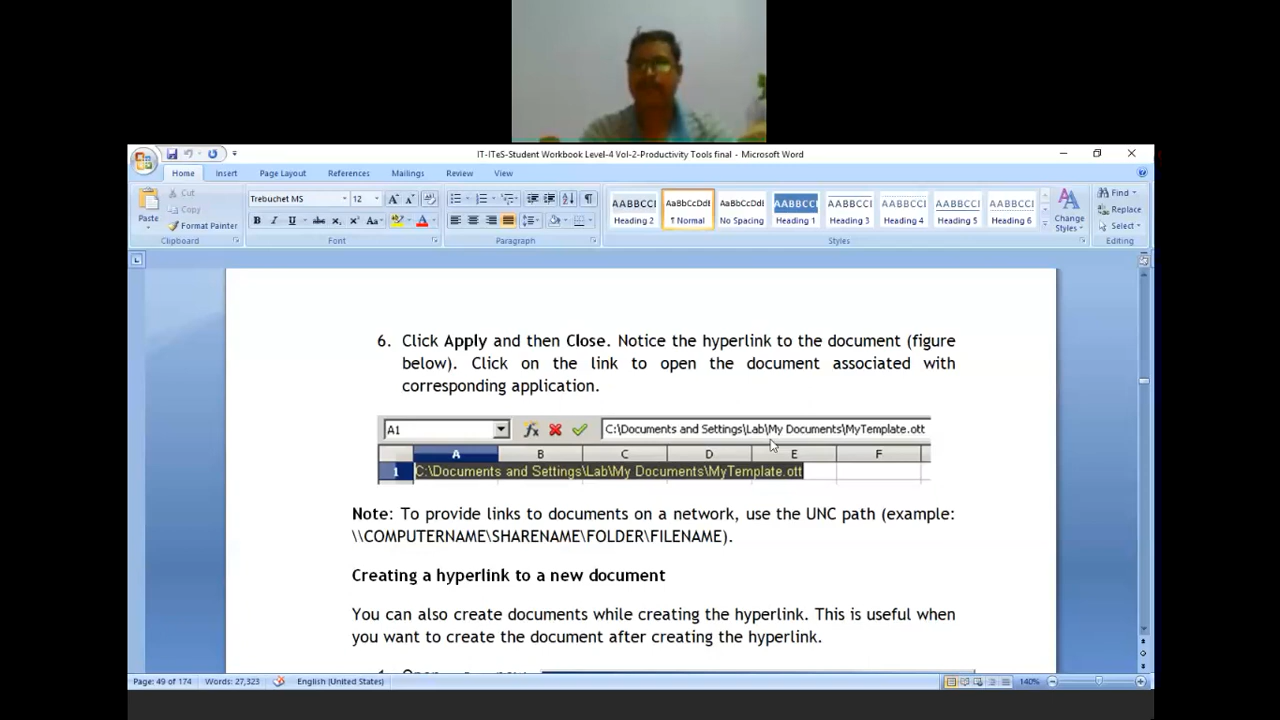 IT-ITeS-Student Workbook Level-4 Vol-2-Productivity Tools final - Microsoft Word
Home Insert Page Layout References Mailings Review View
Paste
Cut
Copy
Format Painter
Clipboard
Trebuchet MS 12
Font
Paragraph
AABBCCI AaBbCcDdE AaBbCcDdI AABBCCI AABBCCI AABBCCI AABBCCI AABBCCI
Heading 2 ¶ Normal No Spacing Heading 1 Heading 3 Heading 4 Heading 5 Heading 6
Change Styles
Styles
Find
Replace
Select
Editing
6. Click Apply and then Close. Notice the hyperlink to the document (figure
below). Click on the link to open the document associated with
corresponding application.
A1 C:\Documents and Settings\Lab\My Documents\MyTemplate.ott
A B C D E F
1 C:\Documents and Settings\Lab\My Documents\MyTemplate.ott
Note: To provide links to documents on a network, use the UNC path (example:
\\COMPUTERNAME\SHARENAME\FOLDER\FILENAME).
Creating a hyperlink to a new document
You can also create documents while creating the hyperlink. This is useful when
you want to create the document after creating the hyperlink.
Page: 49 of 174 Words: 27,323 English (United States) 140%